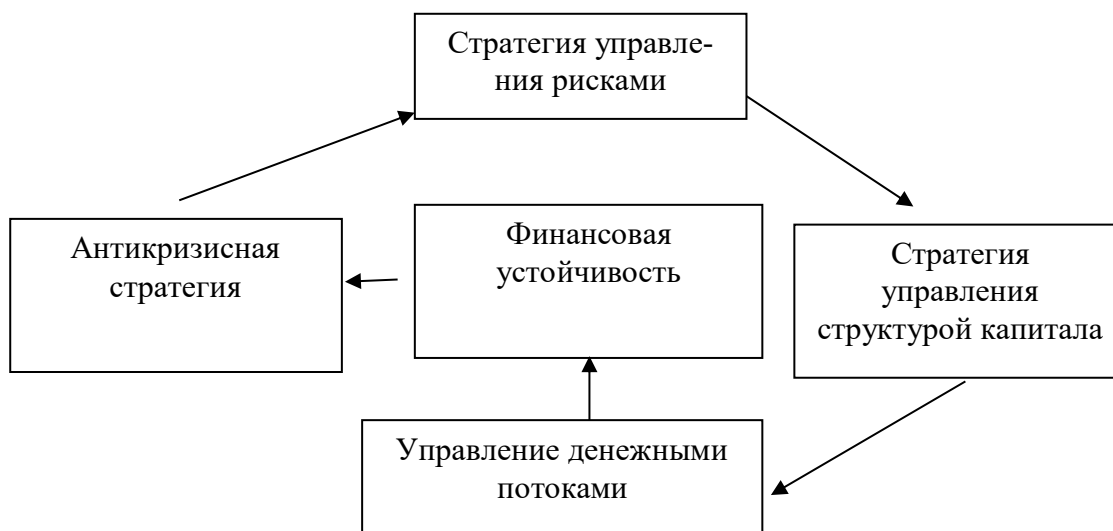 Стратегия управле-
ния рисками
Антикризисная
стратегия
Финансовая
устойчивость
Стратегия
управления
структурой капитала
Управление денежными
потоками